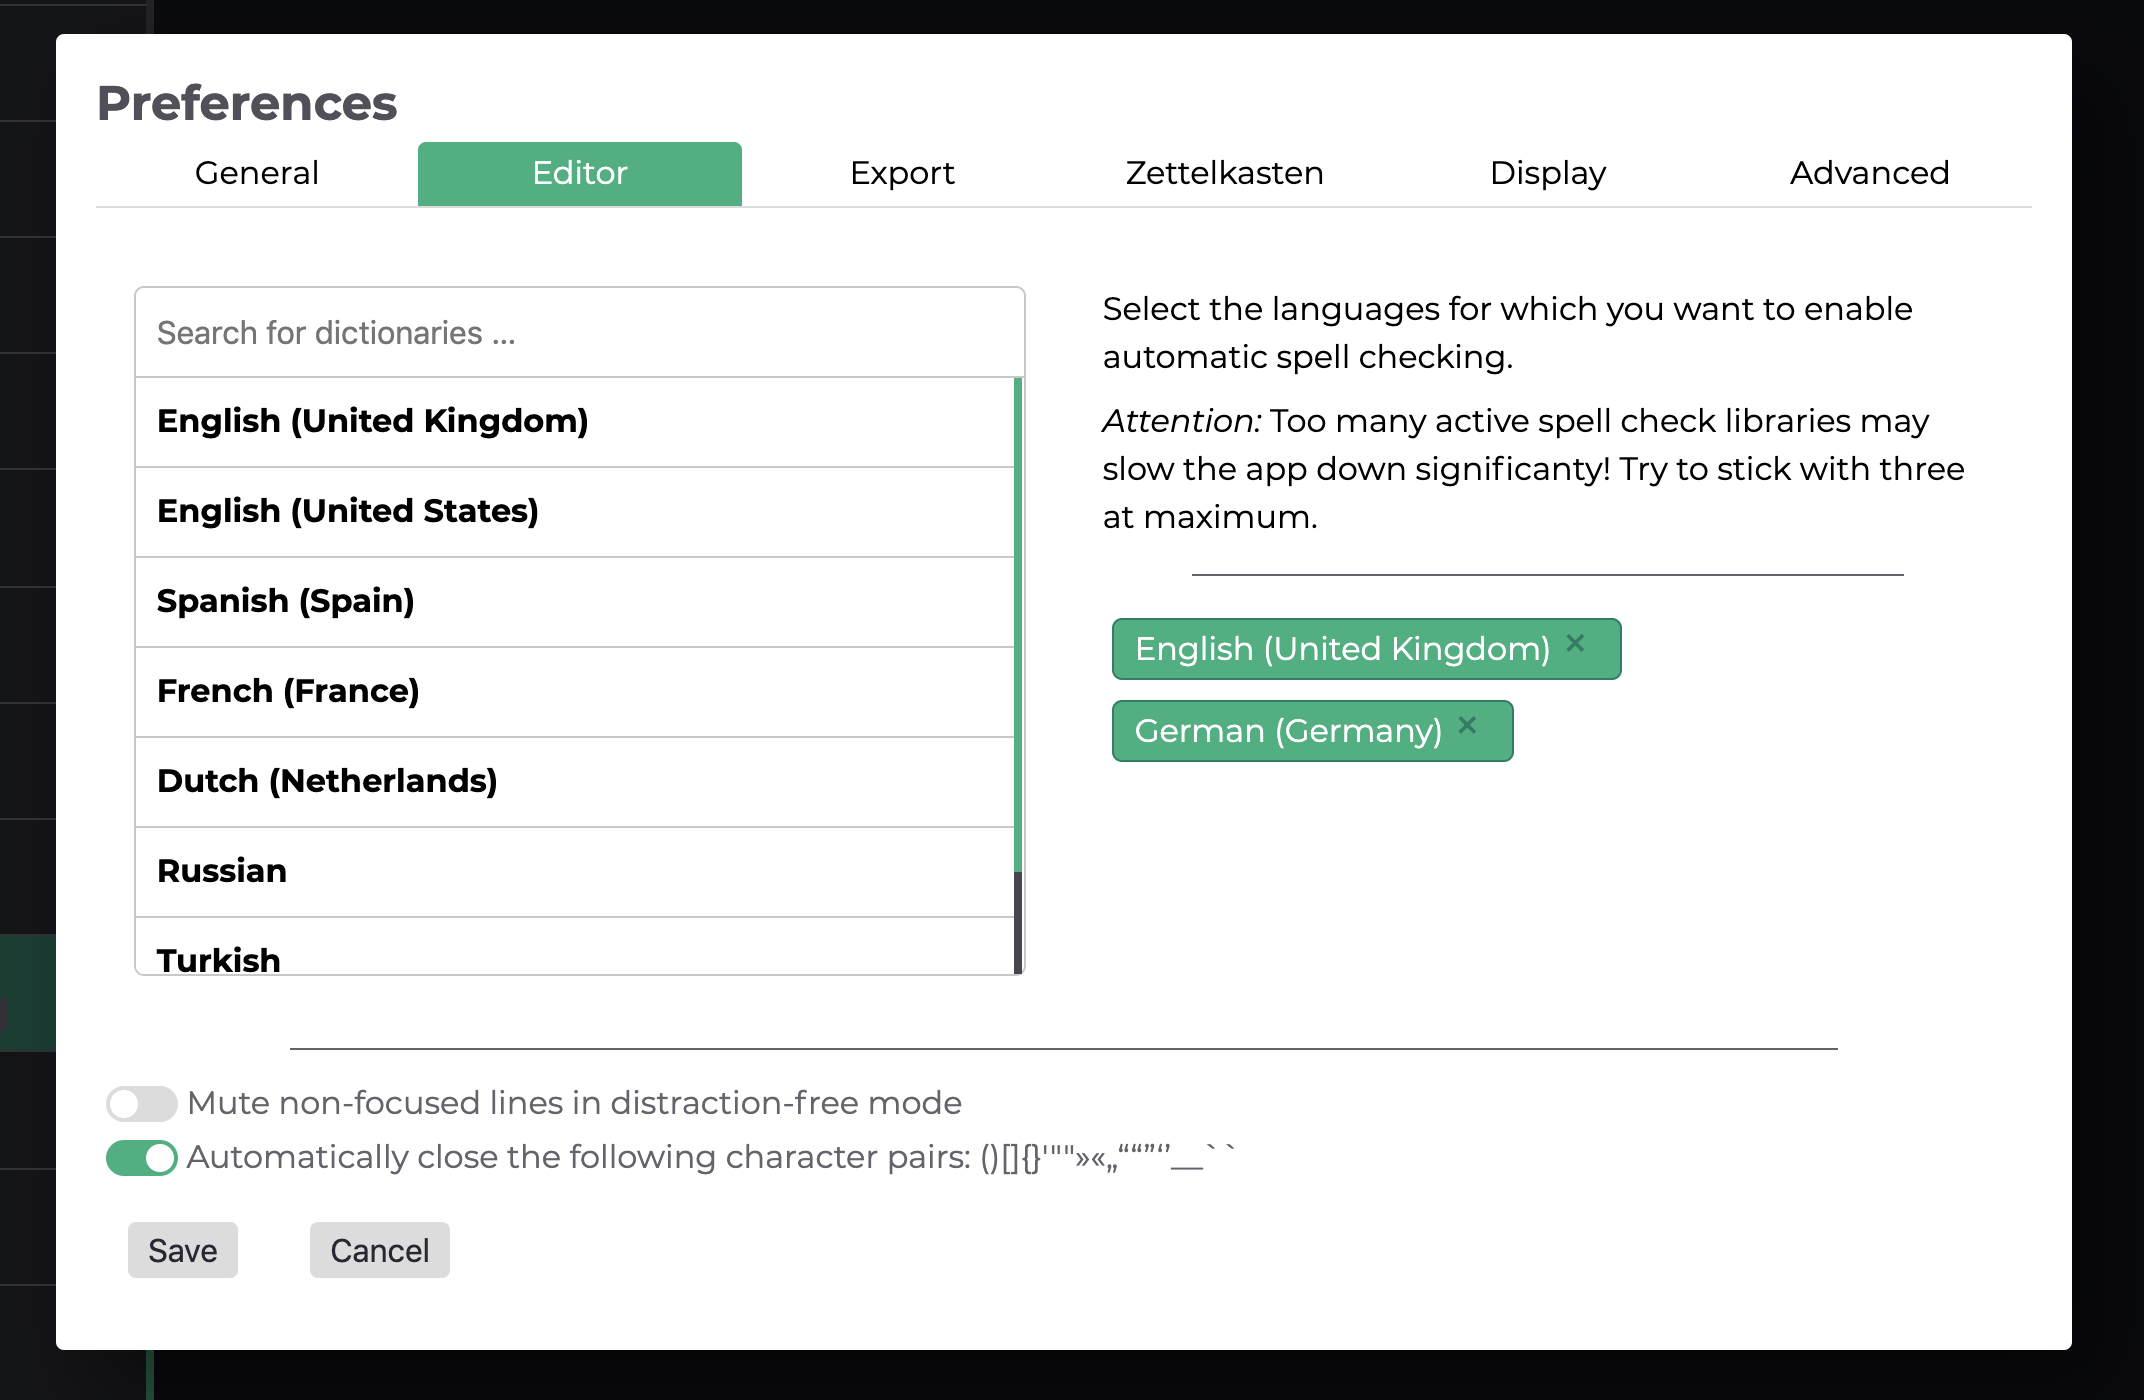 Preferences
General Editor Export Zettelkasten Display Advanced
Search for dictionaries ...
English (United Kingdom)
English (United States)
Spanish (Spain)
French (France)
Dutch (Netherlands)
Russian
Turkish
Select the languages for which you want to enable
automatic spell checking.
Attention: Too many active spell check libraries may
slow the app down significanty! Try to stick with three
at maximum.
English (United Kingdom) ×
German (Germany) ×
Mute non-focused lines in distraction-free mode
Automatically close the following character pairs: ()[]{}'""»«„““”‘’__``
Save Cancel